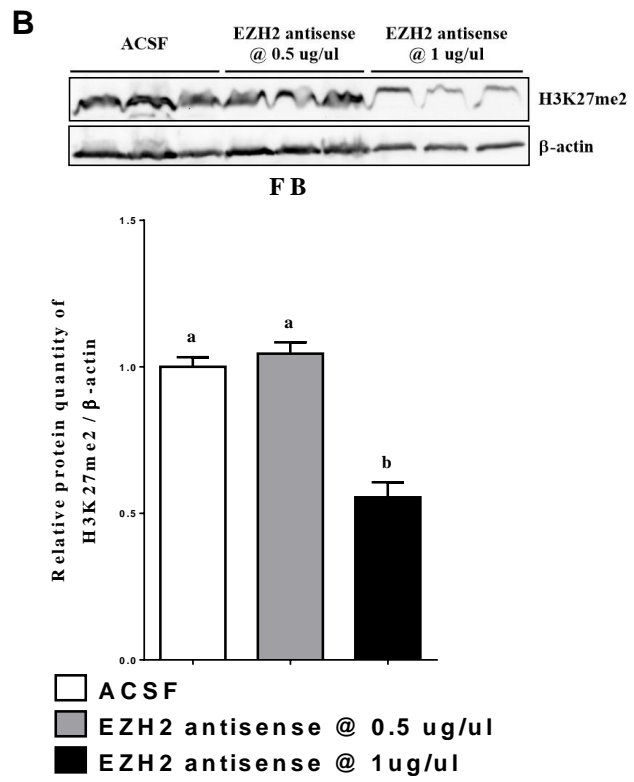 B
ACSF
EZH2 antisense
@ 0.5 ug/ul
EZH2 antisense
@ 1 ug/ul
H3K27me2
β-actin
F B
Relative protein quantity of
H3K27me2 / β-actin
1.5
1.0
0.5
0.0
a
a
b
ACSF
EZH2 antisense @ 0.5 ug/ul
EZH2 antisense @ 1ug/ul